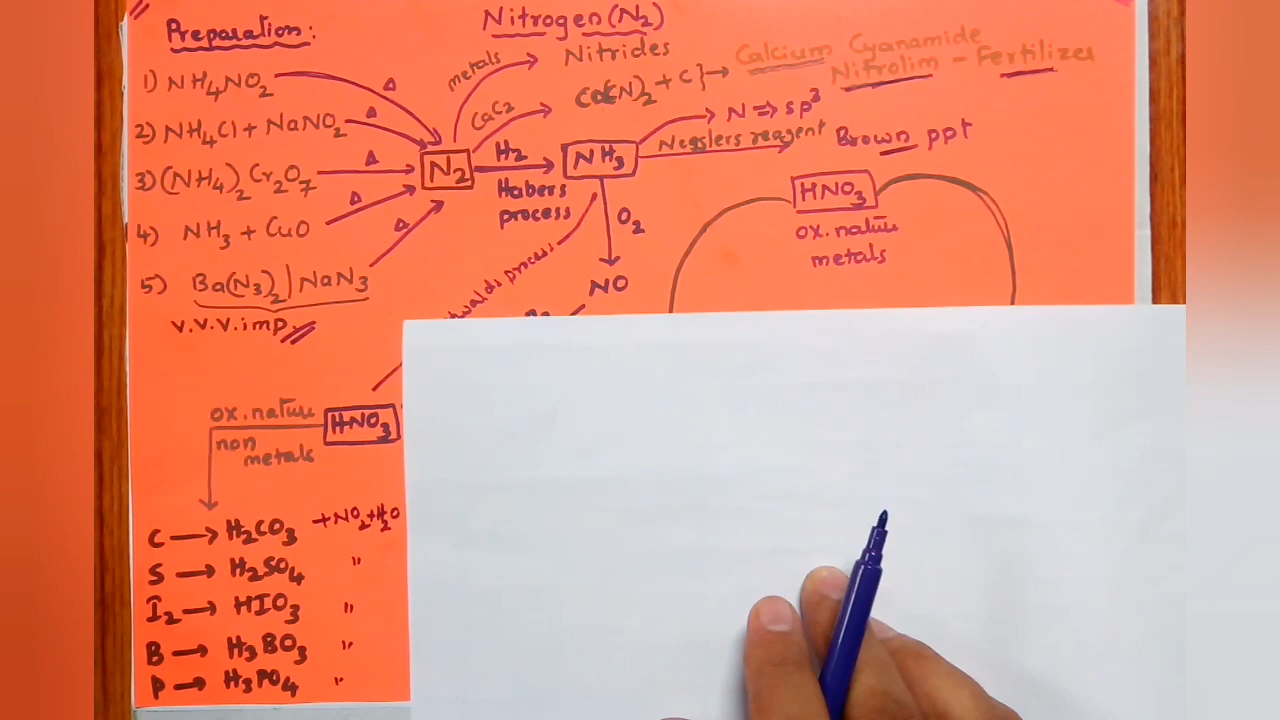 Nitrogen (N2)
Preparation:
1) NH4NO2 Δ
2) NH4Cl + NaNO2 Δ
3) (NH4)2Cr2O7 Δ
4) NH3 + CuO Δ
5) Ba(N3)2 | NaN3 Δ
v.v.v.imp.
N2
metals → Nitrides
CaC2 → Ca(CN)2 + C} → Calcium Cyanamide
Nitrolim - Fertilizer
H2
Habers
process
NH3
N ⇒ sp3
Nesslers reagent → Brown ppt
O2
NO
process
HNO3
ox.nature
metals
HNO3
ox.nature
non
metals
C → H2CO3 + NO2 + H2O
S → H2SO4 "
I2 → HIO3 "
B → H3BO3 "
P → H3PO4 "